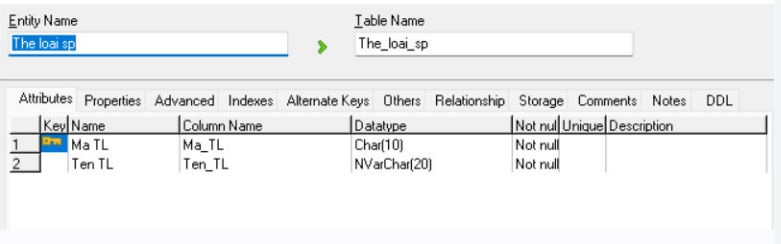 Entity Name Table Name
The loai sp The_loai_sp
Attributes Properties Advanced Indexes Alternate Keys Others Relationship Storage Comments Notes DDL
Key Name Column Name Datatype Not nul Unique Description
1 Ma TL Ma_TL Char(10) Not null
2 Ten TL Ten_TL NVarChar(20) Not null